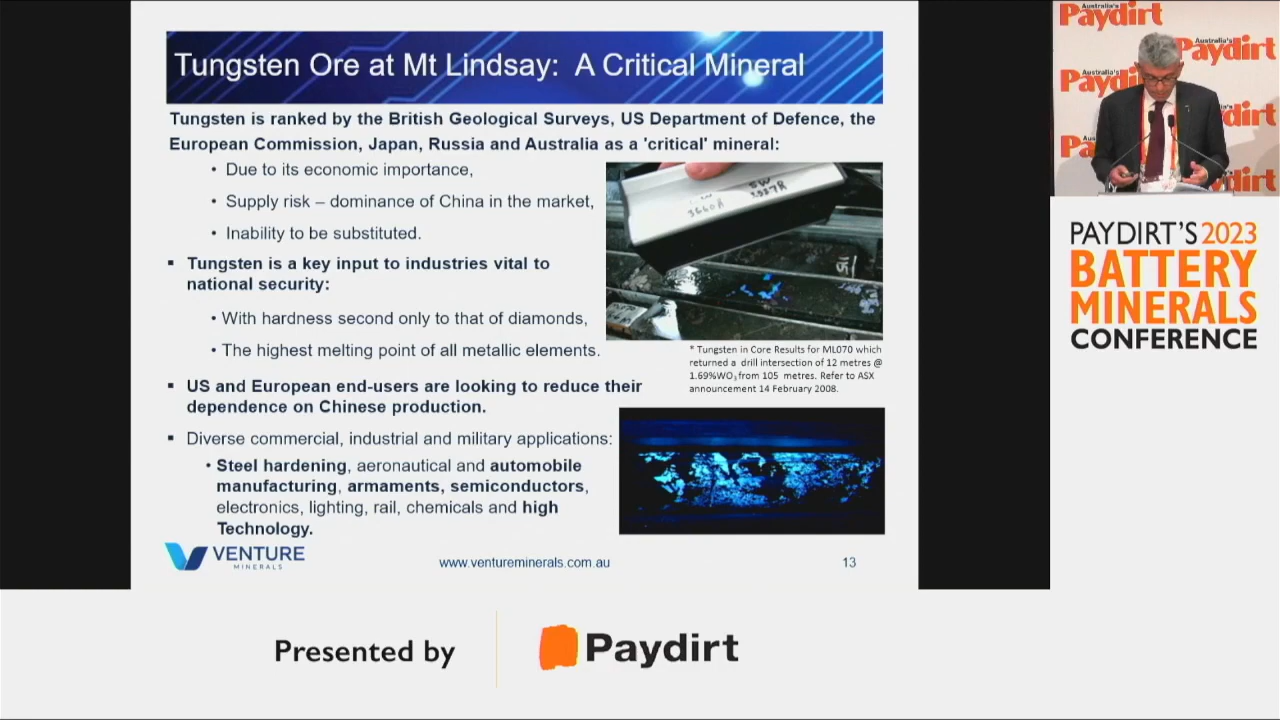 Tungsten Ore at Mt Lindsay: A Critical Mineral
Tungsten is ranked by the British Geological Surveys, US Department of Defence, the
European Commission, Japan, Russia and Australia as a 'critical' mineral:
• Due to its economic importance,
• Supply risk – dominance of China in the market,
• Inability to be substituted.
▪ Tungsten is a key input to industries vital to
national security:
• With hardness second only to that of diamonds,
• The highest melting point of all metallic elements.
▪ US and European end-users are looking to reduce their
dependence on Chinese production.
▪ Diverse commercial, industrial and military applications:
• Steel hardening, aeronautical and automobile
manufacturing, armaments, semiconductors,
electronics, lighting, rail, chemicals and high
Technology.
* Tungsten in Core Results for ML070 which
returned a drill intersection of 12 metres @
1.69%WO₃ from 105 metres. Refer to ASX
announcement 14 February 2008.
VENTURE
MINERALS
www.ventureminerals.com.au
13
Australia's
Paydirt
Australia's
Paydirt
PAYDIRT'S 2023
BATTERY
MINERALS
CONFERENCE
Presented by
Paydirt